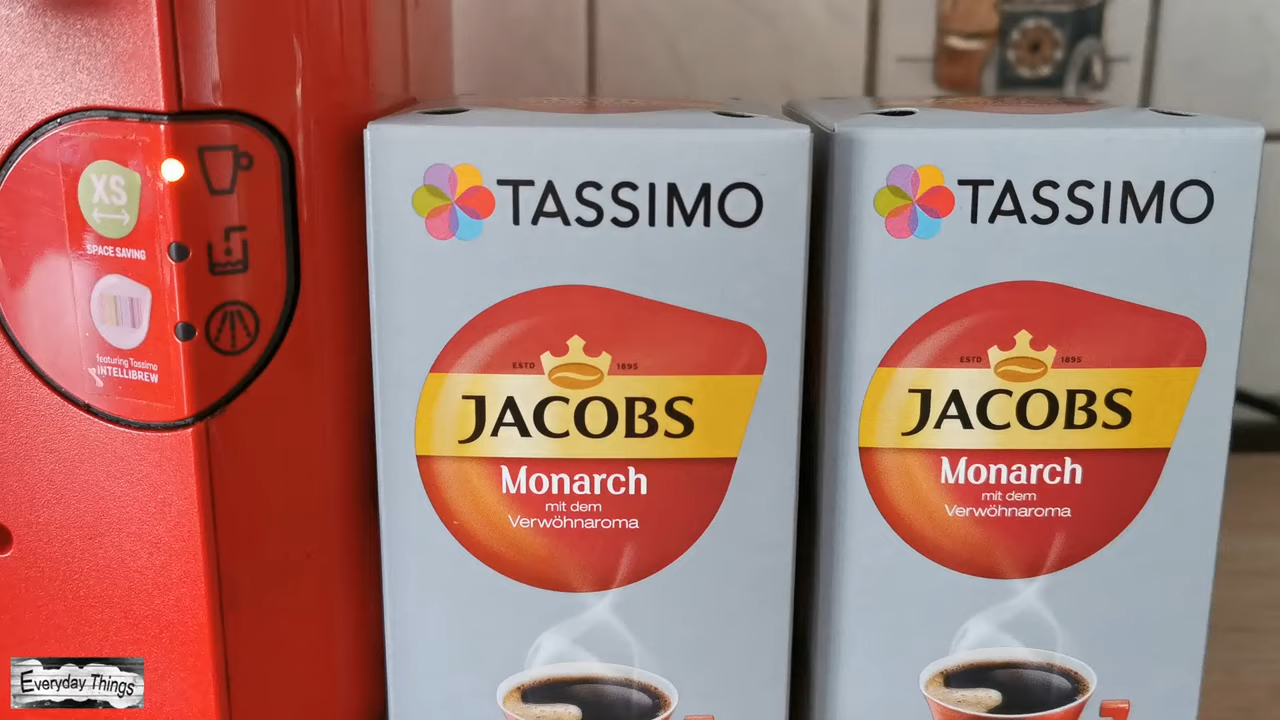 XS
SPACE SAVING
featuring Tassimo
INTELLIBREW
TASSIMO
ESTD 1895
JACOBS
Monarch
mit dem
Verwöhnaroma
TASSIMO
ESTD 1895
JACOBS
Monarch
mit dem
Verwöhnaroma
Everyday Things